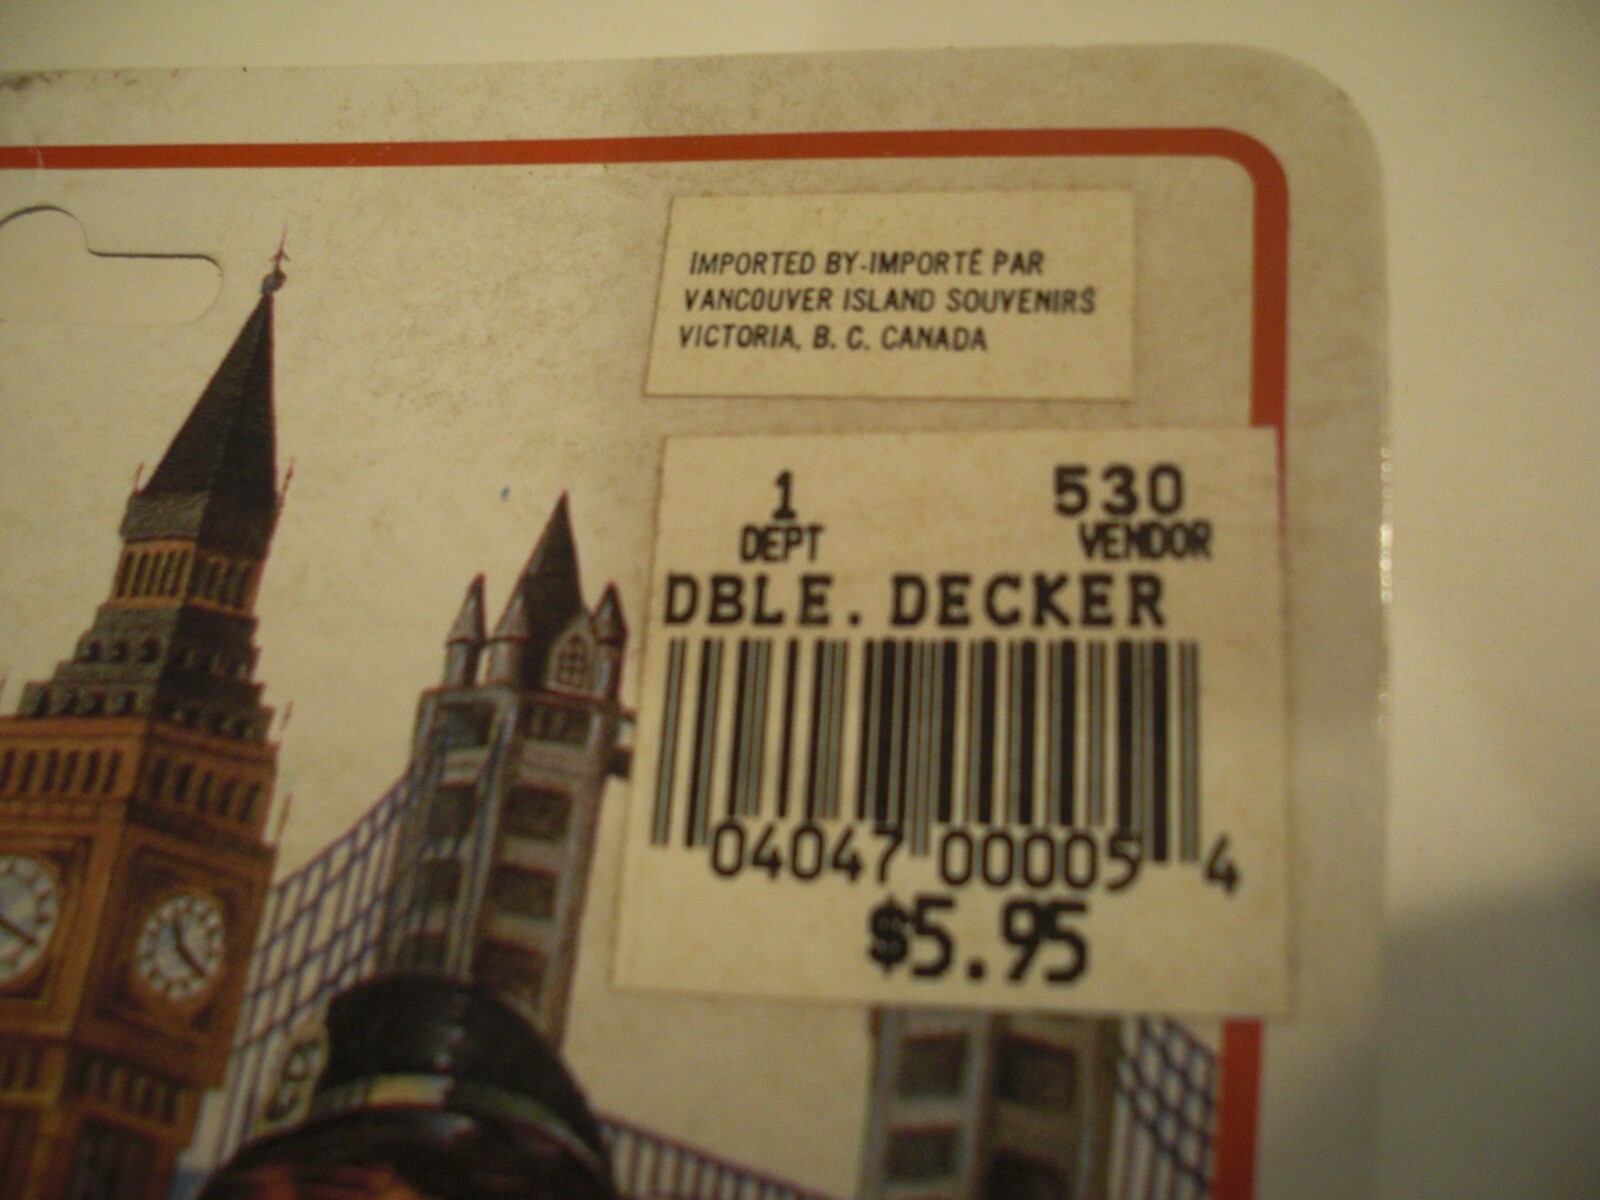 IMPORTED BY-IMPORTÉ PAR
VANCOUVER ISLAND SOUVENIRS
VICTORIA, B. C. CANADA
1 530
DEPT VENDOR
DBLE. DECKER
04047 00005 4
$5.95